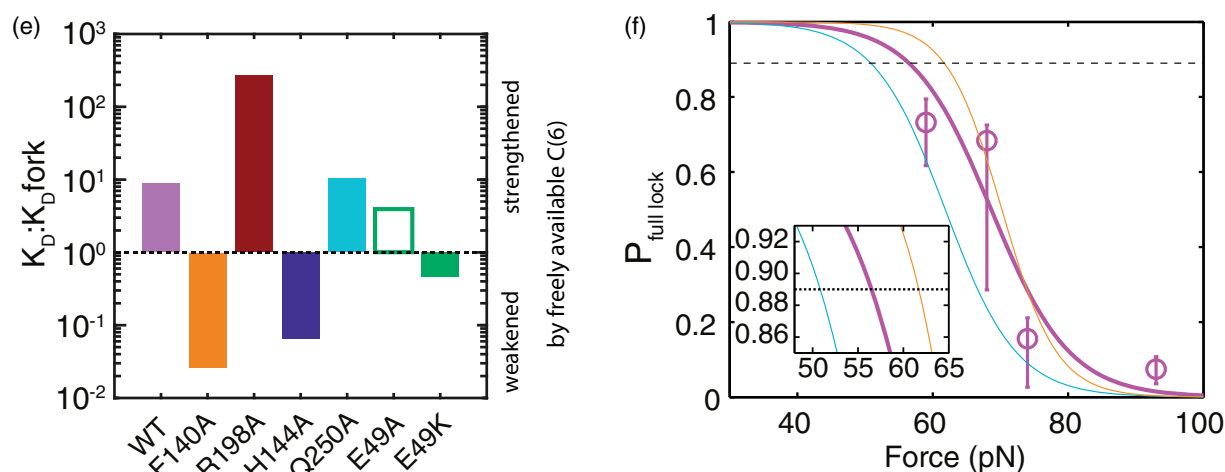 (e)
K_D:K_D fork
10³
10²
10¹
10⁰
10⁻¹
10⁻²
WT
F140A
R198A
H144A
Q250A
E49A
E49K
strengthened
weakened
by freely available C(6)
(f)
P_full lock
1
0.8
0.6
0.4
0.2
0
40
60
80
100
Force (pN)
0.92
0.90
0.88
0.86
50
55
60
65